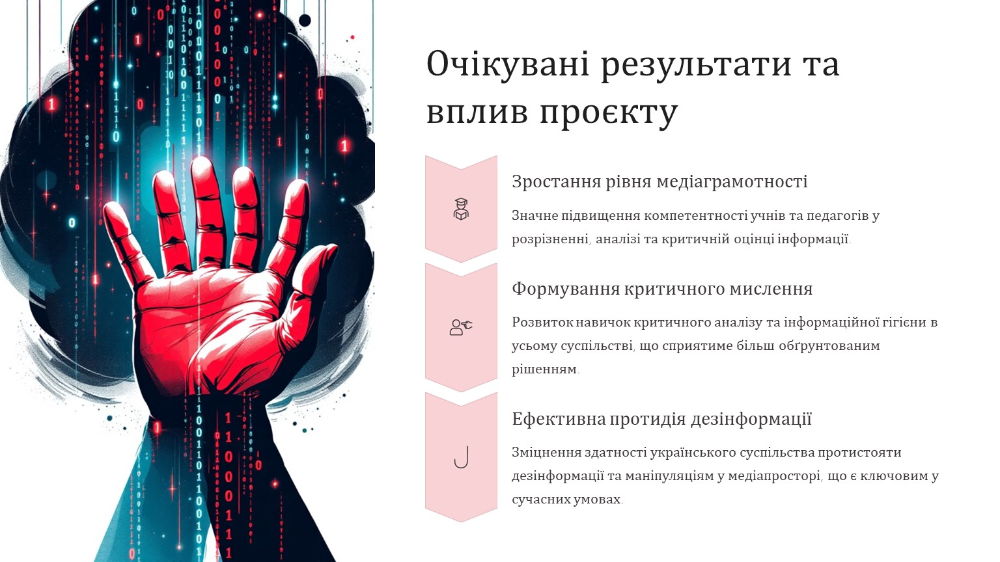 Очікувані результати та
вплив проєкту
Зростання рівня медіаграмотності
Значне підвищення компетентності учнів та педагогів у
розрізненні, аналізі та критичній оцінці інформації.
Формування критичного мислення
Розвиток навичок критичного аналізу та інформаційної гігієни в
усьому суспільстві, що сприятиме більш обґрунтованим
рішенням.
Ефективна протидія дезінформації
Зміцнення здатності українського суспільства протистояти
дезінформації та маніпуляціям у медіапросторі, що є ключовим у
сучасних умовах.